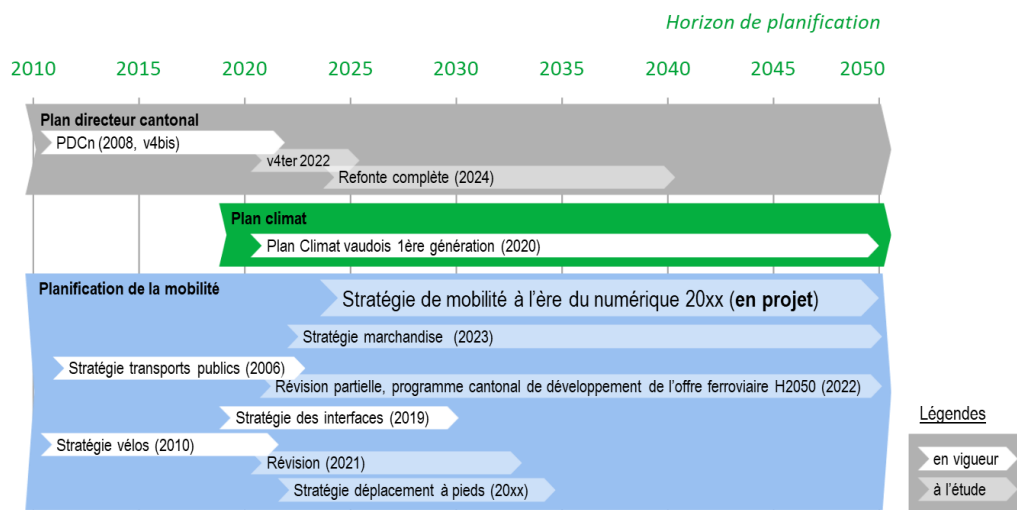 Horizon de planification
2010 2015 2020 2025 2030 2035 2040 2045 2050
Plan directeur cantonal
PDCn (2008, v4bis)
v4ter 2022
Refonte complète (2024)
Plan climat
Plan Climat vaudois 1ère génération (2020)
Planification de la mobilité
Stratégie de mobilité à l'ère du numérique 20xx (en projet)
Stratégie marchandise (2023)
Stratégie transports publics (2006)
Révision partielle, programme cantonal de développement de l'offre ferroviaire H2050 (2022)
Stratégie des interfaces (2019)
Stratégie vélos (2010)
Révision (2021)
Stratégie déplacement à pieds (20xx)
Légendes
en vigueur
à l'étude